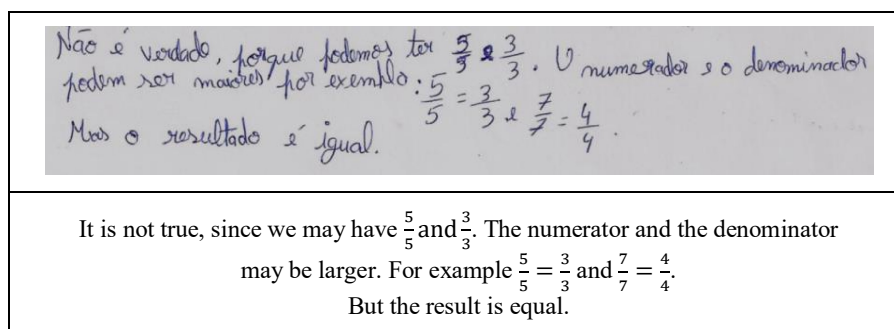 Não é verdade, porque podemos ter 5/5 e 3/3. O numerador e o denominador
podem ser maiores por exemplo: 5/5 = 3/3 e 7/7 = 4/4.
Mas o resultado é igual.
It is not true, since we may have 5/5 and 3/3. The numerator and the denominator
may be larger. For example 5/5 = 3/3 and 7/7 = 4/4.
But the result is equal.